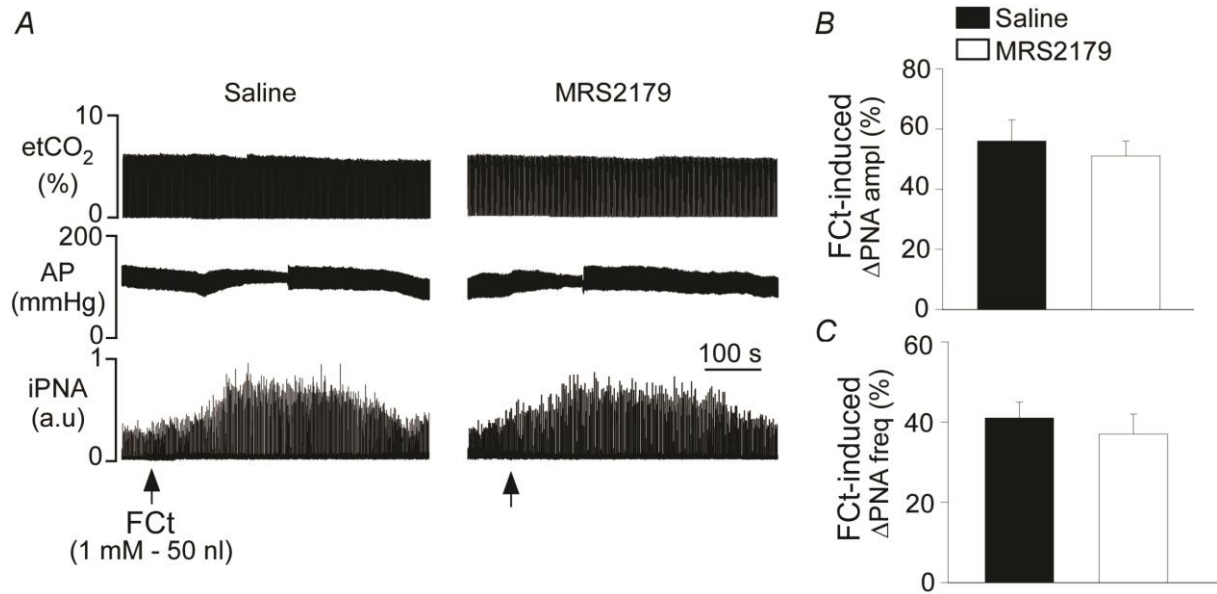 A
Saline
MRS2179
10
etCO2
(%)
0
200
AP
(mmHg)
0
100 s
1
iPNA
(a.u)
0
FCt
(1 mM - 50 nl)
B
Saline
MRS2179
FCt-induced
ΔPNA ampl (%)
80
60
40
20
0
C
FCt-induced
ΔPNA freq (%)
60
40
20
0